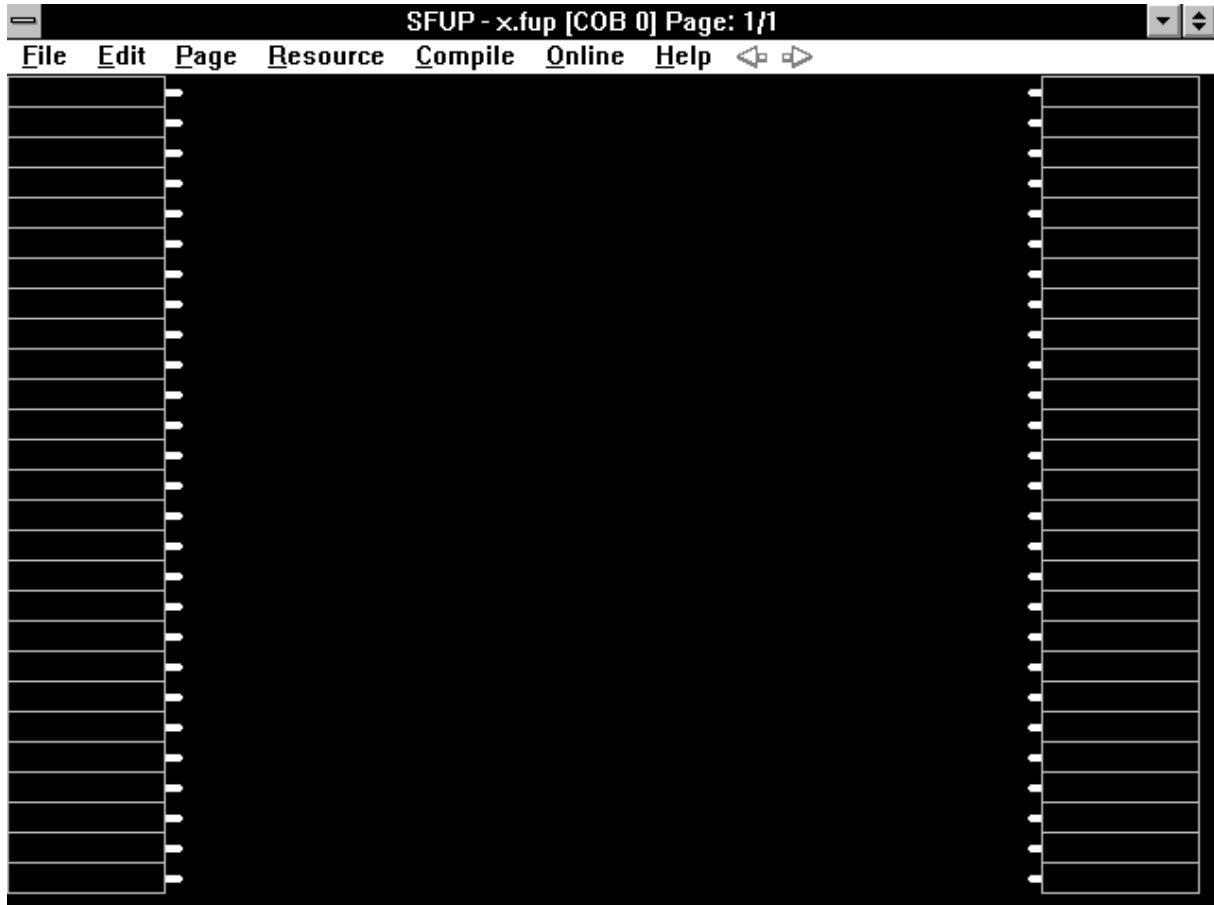 SFUP - x.fup [COB 0] Page: 1/1
File Edit Page Resource Compile Online Help